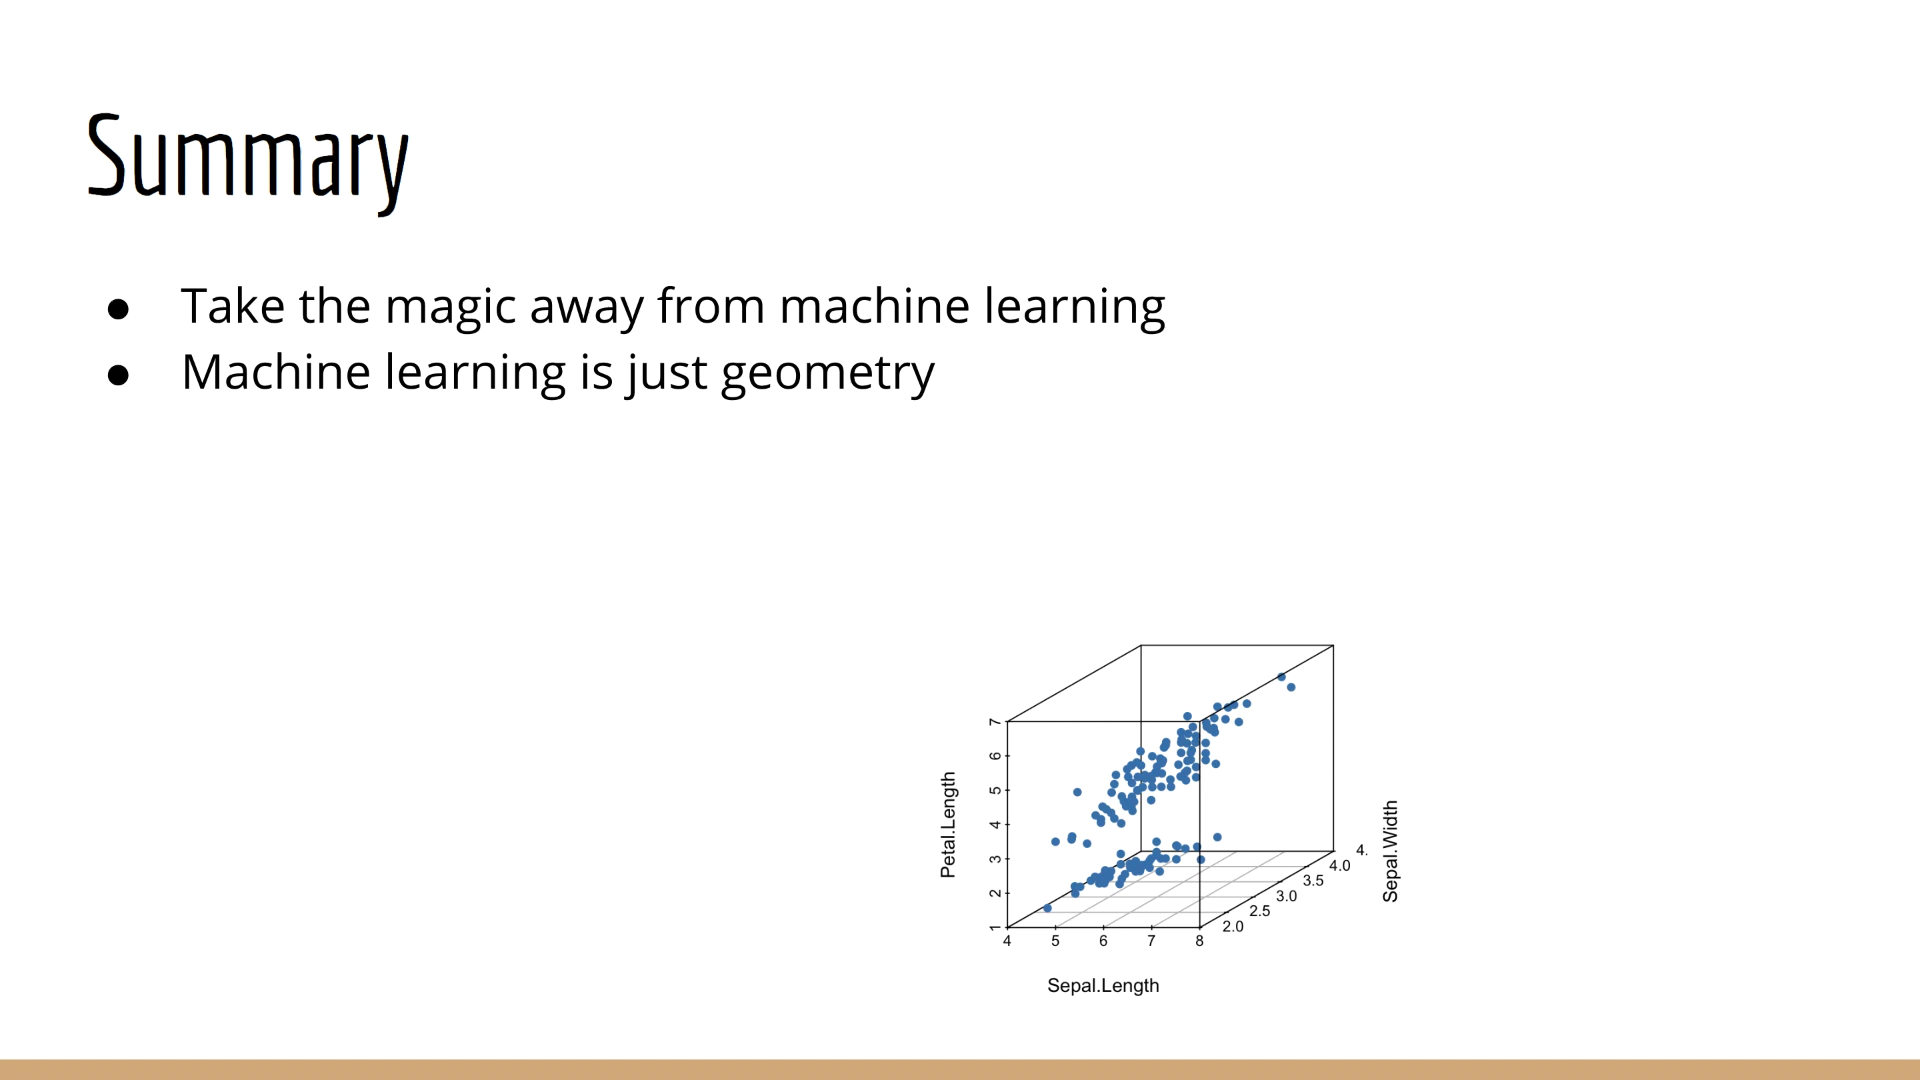 Summary
● Take the magic away from machine learning
● Machine learning is just geometry
Petal.Length
7
6
5
4
3
2
1
4 5 6 7 8
Sepal.Length
2.0
2.5
3.0
3.5
4.0
4.
Sepal.Width